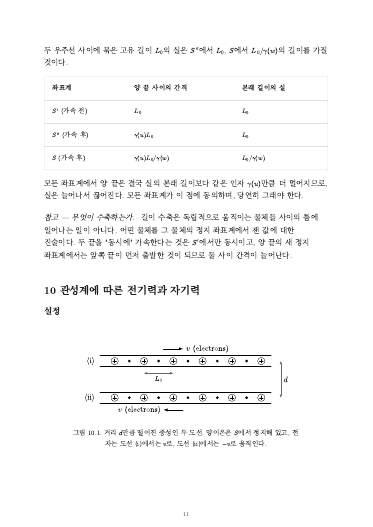 두 우주선 사이에 묶은 고유 길이 L₀의 실은 S″에서 L₀, S에서 L₀/γ(w)의 길이를 가질
것이다.
좌표계 양 끝 사이의 간격 본래 길이의 실
S′ (가속 전) L₀ L₀
S″ (가속 후) γ(u)L₀ L₀
S (가속 후) γ(u)L₀/γ(w) L₀/γ(w)
모든 좌표계에서 양 끝은 결국 실의 본래 길이보다 같은 인자 γ(u)만큼 더 멀어지므로,
실은 늘어나서 끊어진다. 모든 좌표계가 이 점에 동의하며, 당연히 그래야 한다.
참고 — 무엇이 수축하는가. 길이 수축은 독립적으로 움직이는 물체들 사이의 틈에
일어나는 일이 아니다. 어떤 물체를 그 물체의 정지 좌표계에서 잰 값에 대한
진술이다. 두 끝을 '동시에' 가속한다는 것은 S′에서만 동시이고, 양 끝의 새 정지
좌표계에서는 앞쪽 끝이 먼저 출발한 것이 되므로 둘 사이 간격이 늘어난다.
10 관성계에 따른 전기력과 자기력
설정
v (electrons)
(i)
L₀
d
(ii)
v (electrons)
그림 10.1. 거리 d만큼 떨어진 중성인 두 도선. 양이온은 S에서 정지해 있고, 전
자는 도선 (i)에서는 v로, 도선 (ii)에서는 −v로 움직인다.
11